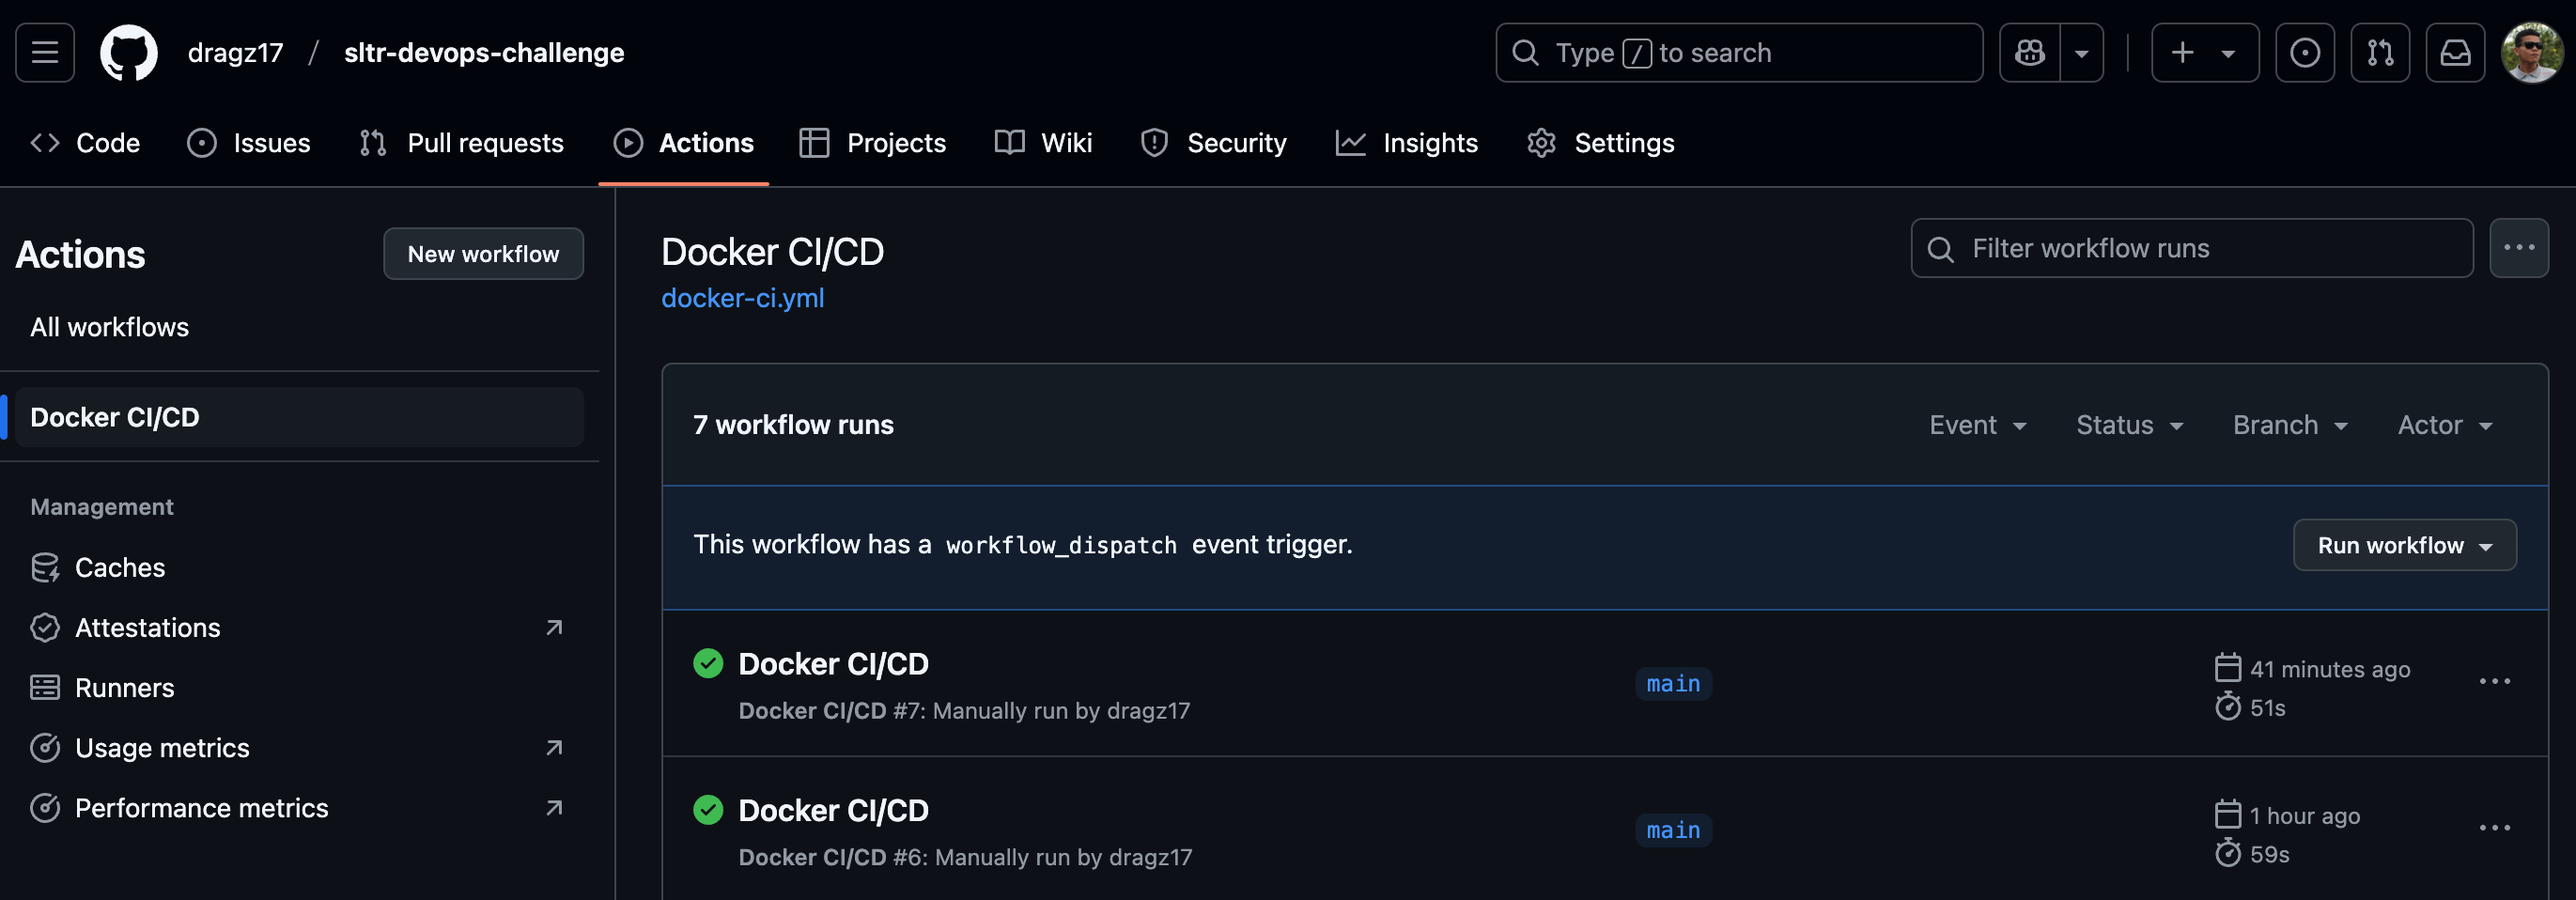 dragz17 / sltr-devops-challenge
Type / to search
Code Issues Pull requests Actions Projects Wiki Security Insights Settings
Actions
New workflow
All workflows
Docker CI/CD
Management
Caches
Attestations
Runners
Usage metrics
Performance metrics
Docker CI/CD
docker-ci.yml
Filter workflow runs
7 workflow runs
Event Status Branch Actor
This workflow has a workflow_dispatch event trigger.
Run workflow
Docker CI/CD
Docker CI/CD #7: Manually run by dragz17
main
41 minutes ago
51s
Docker CI/CD
Docker CI/CD #6: Manually run by dragz17
main
1 hour ago
59s